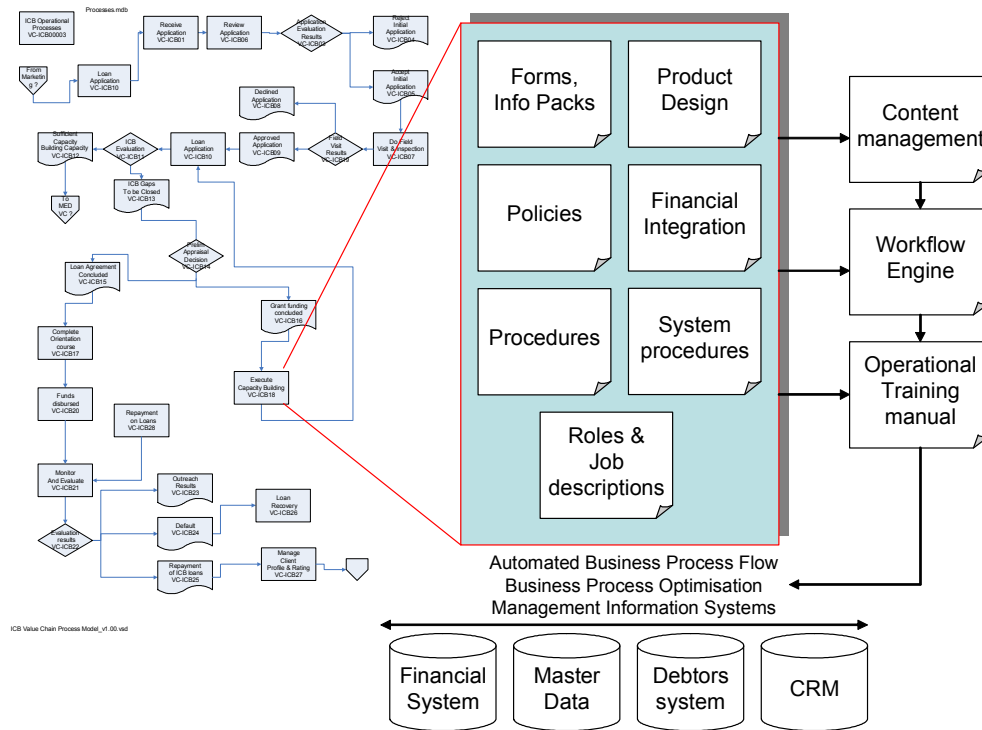 Processes.mdb
ICB Operational
Processes
VC-ICB00003
Receive
Application
VC-ICB01
Review
Application
VC-ICB06
Application
Evaluation
Results
VC-ICB03
Reject
Initial
Application
VC-ICB04
From
Marketin
g ?
Loan
Application
VC-ICB10
Accept
Initial
Application
VC-ICB05
Declined
Application
VC-ICB08
Sufficient
Capacity
Building Capacity
VC-ICB12
ICB
Evaluation
VC-ICB11
Loan
Application
VC-ICB10
Approved
Application
VC-ICB09
Field
Visit
Results
VC-ICB19
Do Field
Visit & Inspection
VC-ICB07
To
MED
VC ?
ICB Gaps
To be Closed
VC-ICB13
Appraisal
Decision
VC-ICB14
Loan Agreement
Concluded
VC-ICB15
Grant funding
concluded
VC-ICB16
Complete
Orientation
course
VC-ICB17
Execute
Capacity Building
VC-ICB18
Funds
disbursed
VC-ICB20
Repayment
on Loans
VC-ICB28
Monitor
And Evaluate
VC-ICB21
Outreach
Results
VC-ICB23
Loan
Recovery
VC-ICB26
Default
VC-ICB24
Evaluation
results
VC-ICB22
Repayment
of ICB loans
VC-ICB25
Manage
Client
Profile & Rating
VC-ICB27
ICB Value Chain Process Model_v1.00.vsd
Forms,
Info Packs
Product
Design
Policies
Financial
Integration
Procedures
System
procedures
Roles &
Job
descriptions
Content
management
Workflow
Engine
Operational
Training
manual
Automated Business Process Flow
Business Process Optimisation
Management Information Systems
Financial
System
Master
Data
Debtors
system
CRM